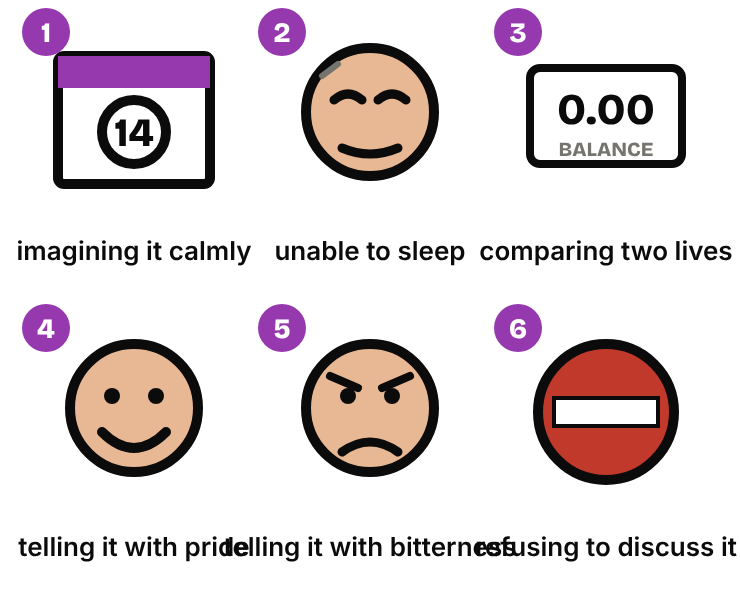 1
2
3
14
0.00
BALANCE
imagining it calmly
unable to sleep
comparing two lives
4
5
6
telling it with pride
telling it with bitterness
refusing to discuss it